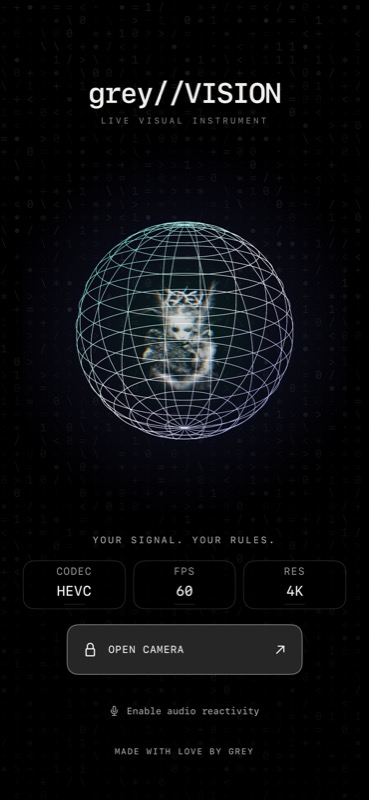 grey//VISION
LIVE VISUAL INSTRUMENT
YOUR SIGNAL. YOUR RULES.
CODEC FPS RES
HEVC 60 4K
OPEN CAMERA
Enable audio reactivity
MADE WITH LOVE BY GREY